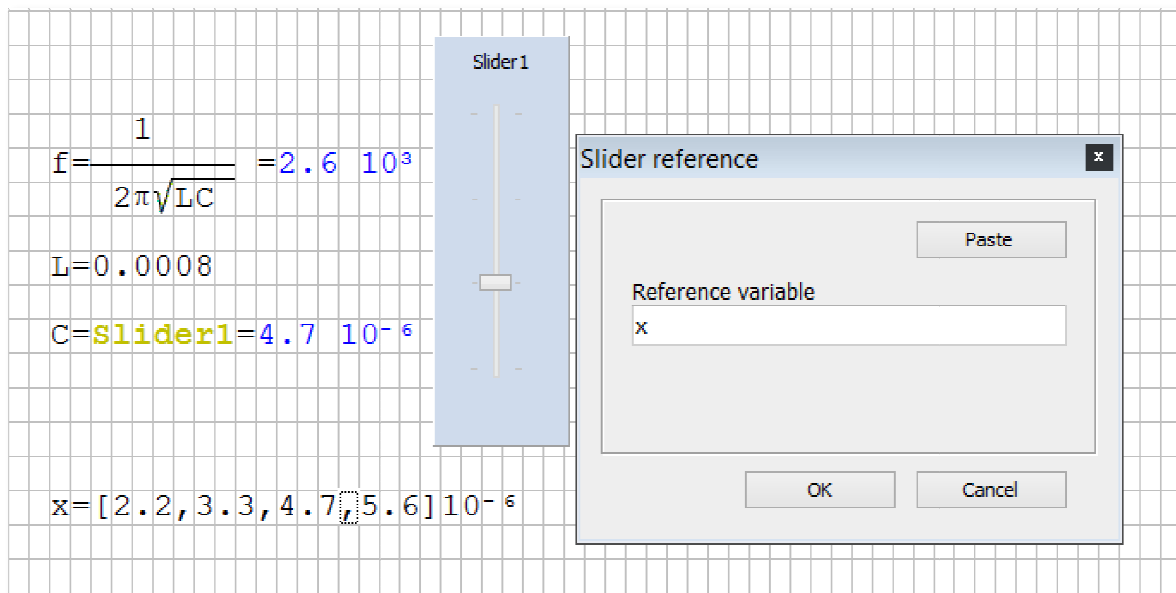 Slider1
f=1/(2π√LC) =2.6 10³
L=0.0008
C=Slider1=4.7 10⁻⁶
x=[2.2,3.3,4.7,5.6]10⁻⁶
Slider reference
x
Paste
Reference variable
x
OK
Cancel